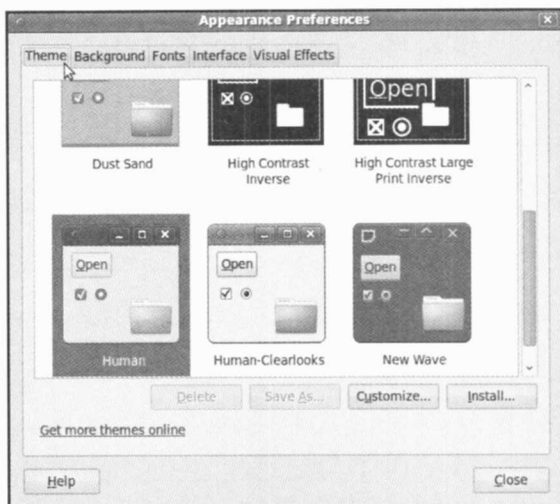 Appearance Preferences
Theme Background Fonts Interface Visual Effects
Open
Dust Sand
High Contrast
Inverse
High Contrast Large
Print Inverse
Open
Open
Open
Human
Human-Clearlooks
New Wave
Delete
Save As...
Customize...
Install...
Get more themes online
Help
Close